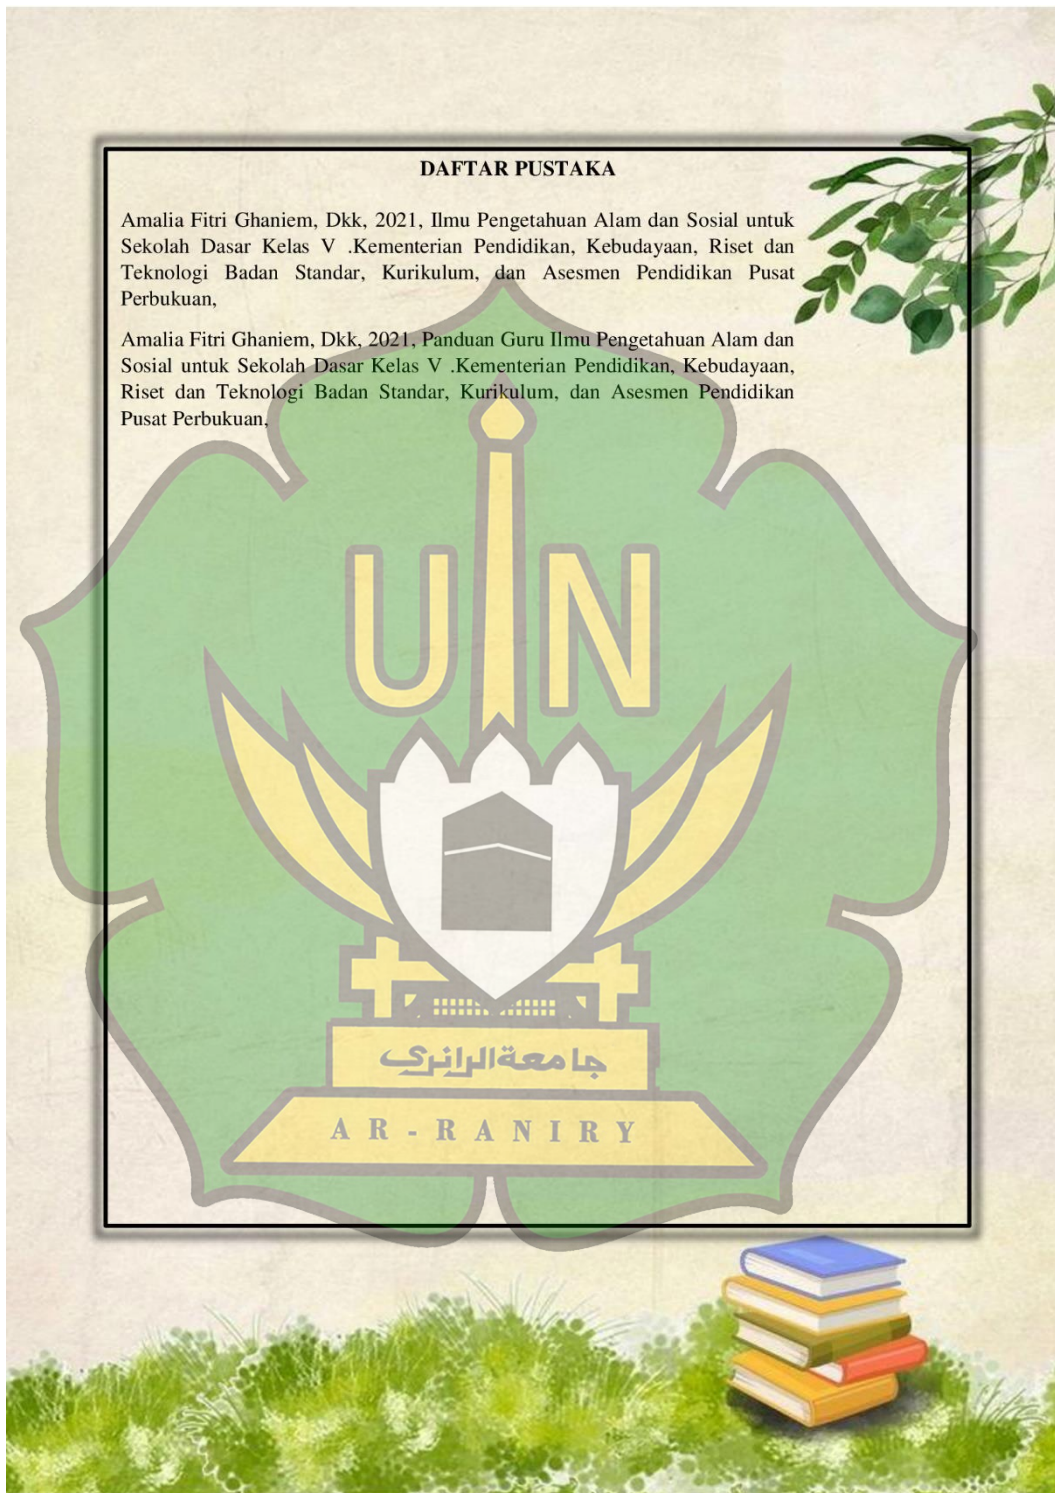 DAFTAR PUSTAKA
Amalia Fitri Ghaniem, Dkk, 2021, Ilmu Pengetahuan Alam dan Sosial untuk
Sekolah Dasar Kelas V .Kementerian Pendidikan, Kebudayaan, Riset dan
Teknologi Badan Standar, Kurikulum, dan Asesmen Pendidikan Pusat
Perbukuan,
Amalia Fitri Ghaniem, Dkk, 2021, Panduan Guru Ilmu Pengetahuan Alam dan
Sosial untuk Sekolah Dasar Kelas V .Kementerian Pendidikan, Kebudayaan,
Riset dan Teknologi Badan Standar, Kurikulum, dan Asesmen Pendidikan
Pusat Perbukuan,
UIN
جامعة الرانري
AR-RANIRY